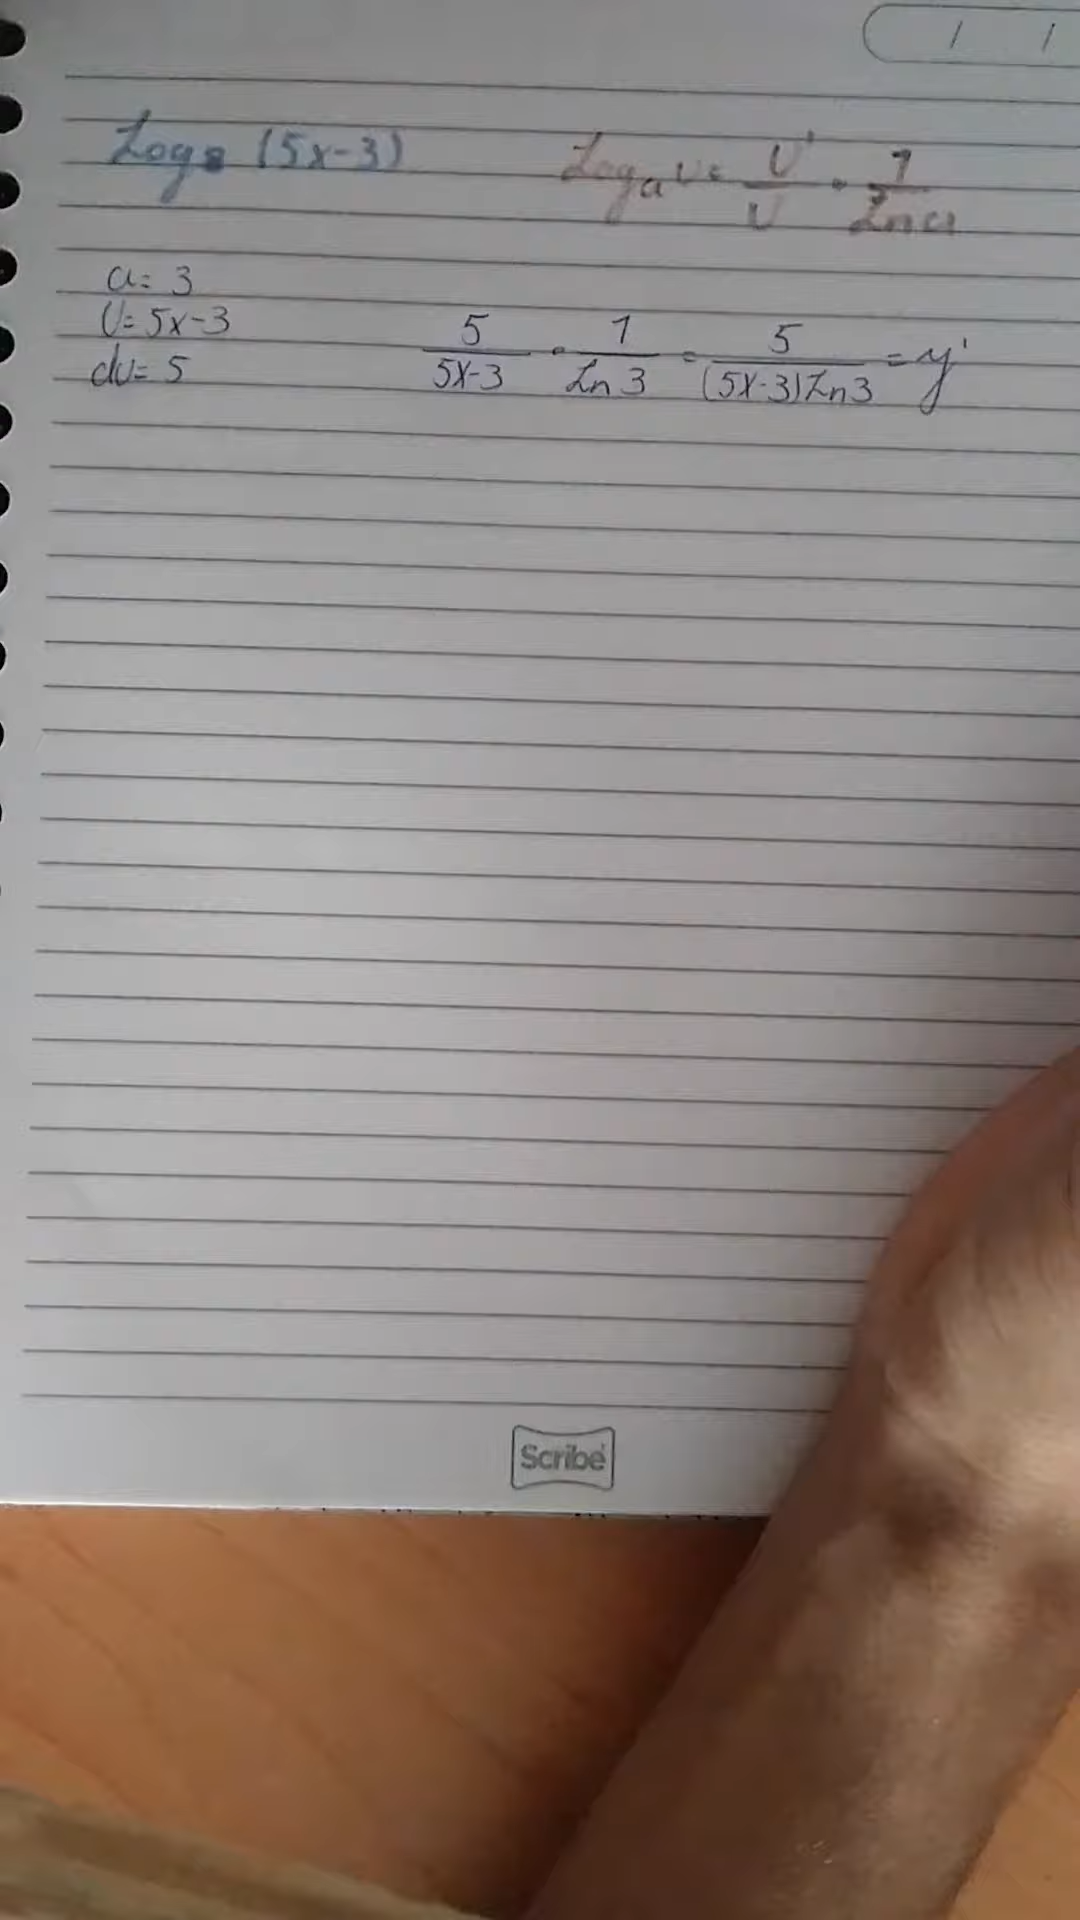 Log (5x-3)
Log a U = U' / U · 1 / Ln a
a = 3
U = 5x-3
du = 5
5 / 5x-3 · 1 / Ln 3 = 5 / (5x-3) Ln 3 = y'
Scribe